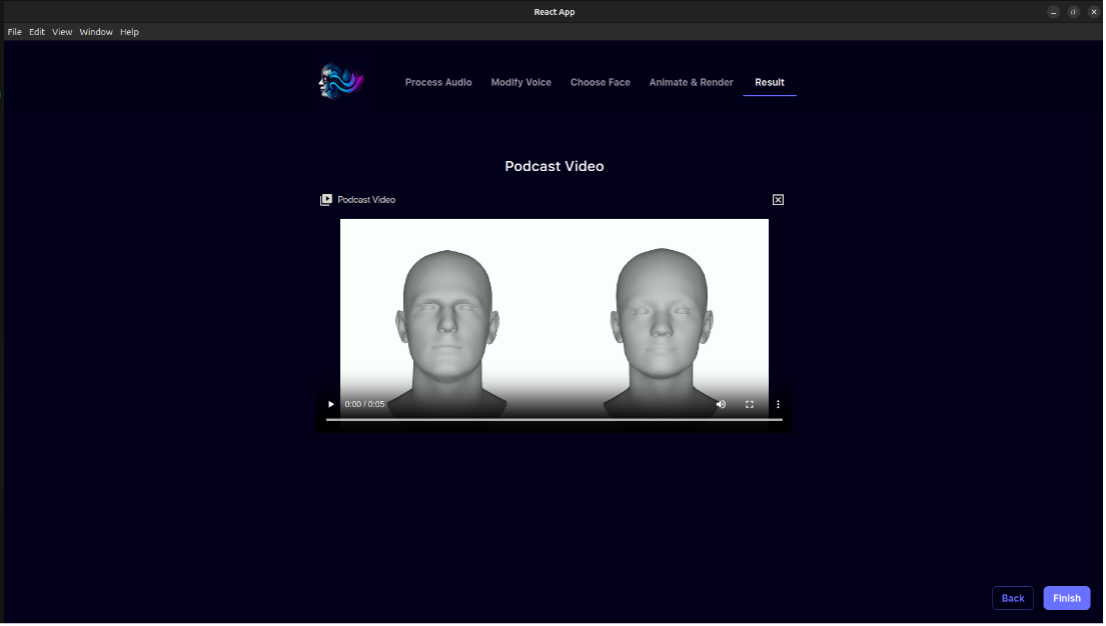 React App
File Edit View Window Help
Process Audio Modify Voice Choose Face Animate & Render Result
Podcast Video
Podcast Video
0:00 / 0:05
Back Finish